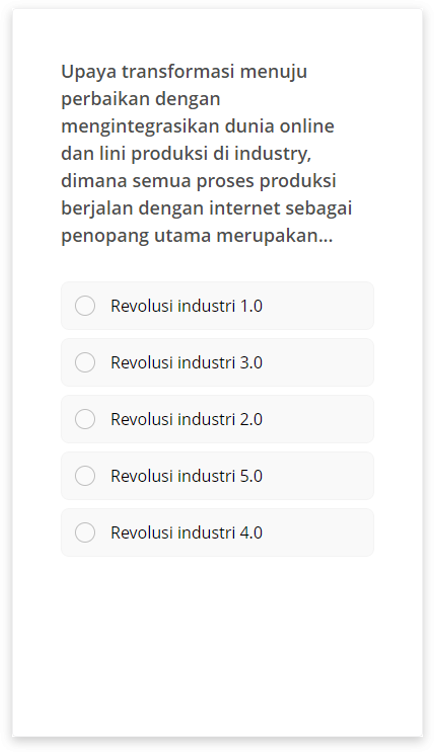 Upaya transformasi menuju
perbaikan dengan
mengintegrasikan dunia online
dan lini produksi di industry,
dimana semua proses produksi
berjalan dengan internet sebagai
penopang utama merupakan...
Revolusi industri 1.0
Revolusi industri 3.0
Revolusi industri 2.0
Revolusi industri 5.0
Revolusi industri 4.0